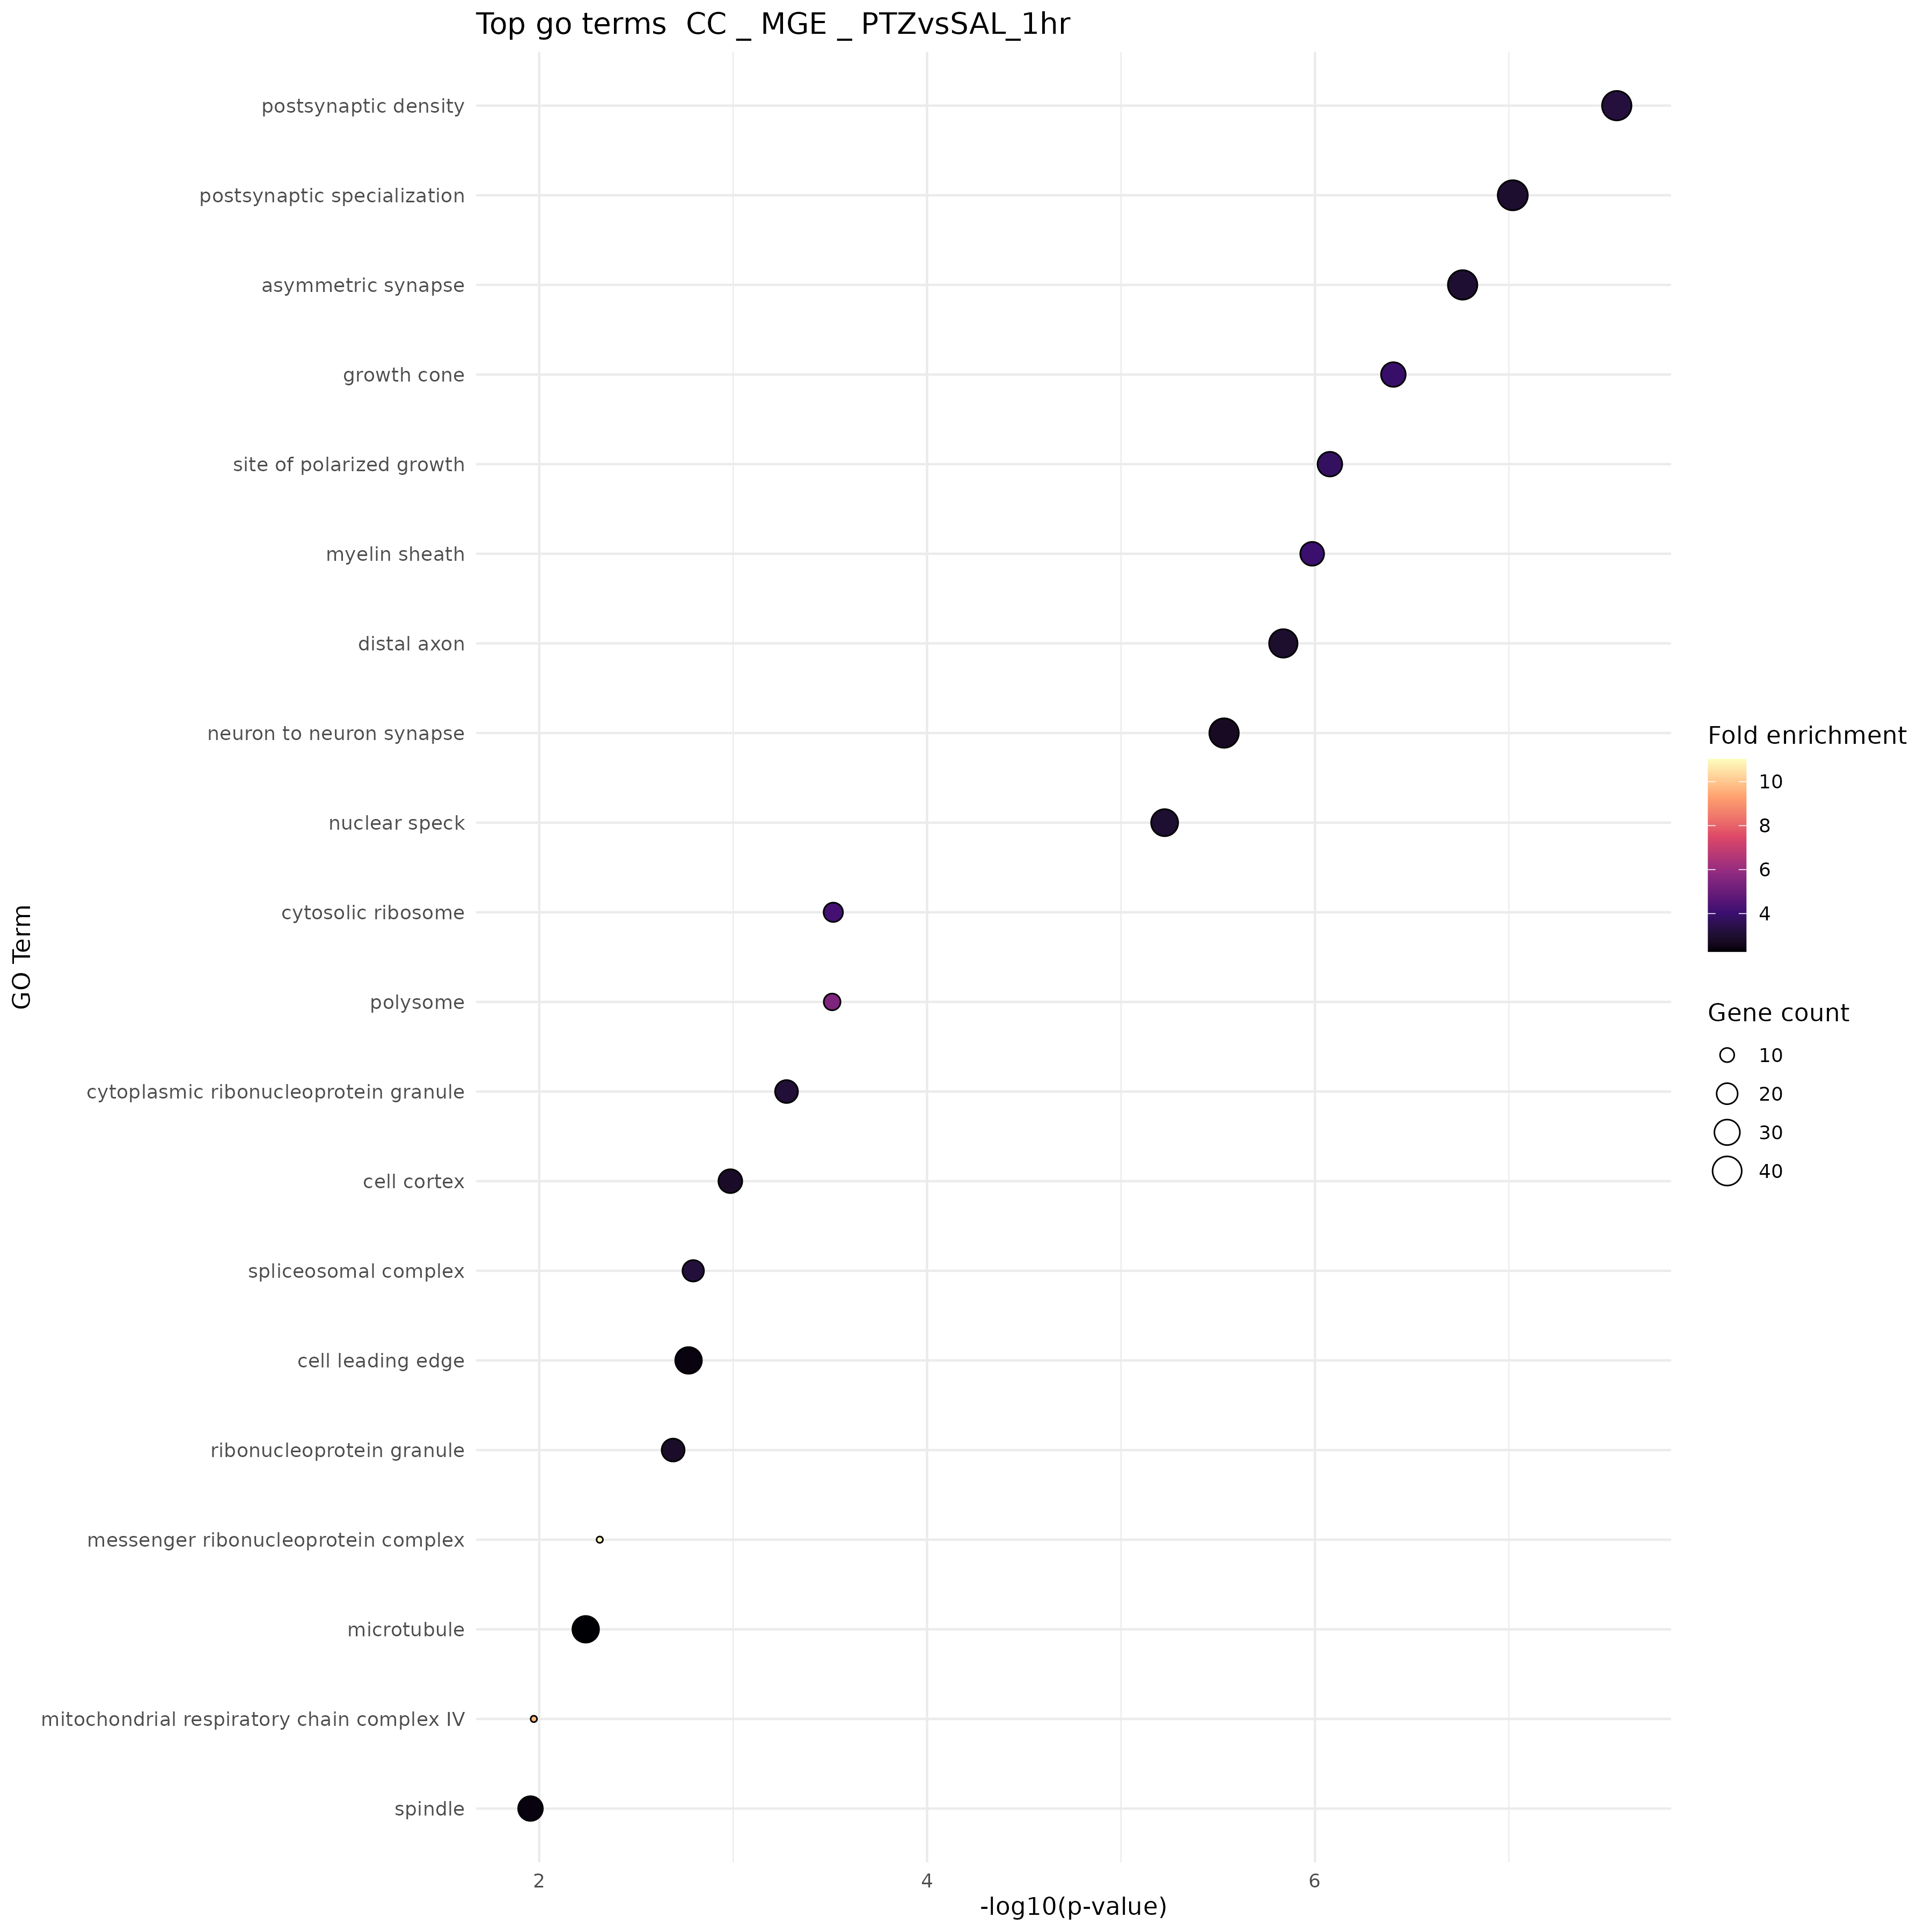 Top go terms  CC _ MGE _ PTZvsSAL_1hr
GO Term
postsynaptic density
postsynaptic specialization
asymmetric synapse
growth cone
site of polarized growth
myelin sheath
distal axon
neuron to neuron synapse
nuclear speck
cytosolic ribosome
polysome
cytoplasmic ribonucleoprotein granule
cell cortex
spliceosomal complex
cell leading edge
ribonucleoprotein granule
messenger ribonucleoprotein complex
microtubule
mitochondrial respiratory chain complex IV
spindle
2 4 6
-log10(p-value)
Fold enrichment
10
8
6
4
Gene count
10
20
30
40